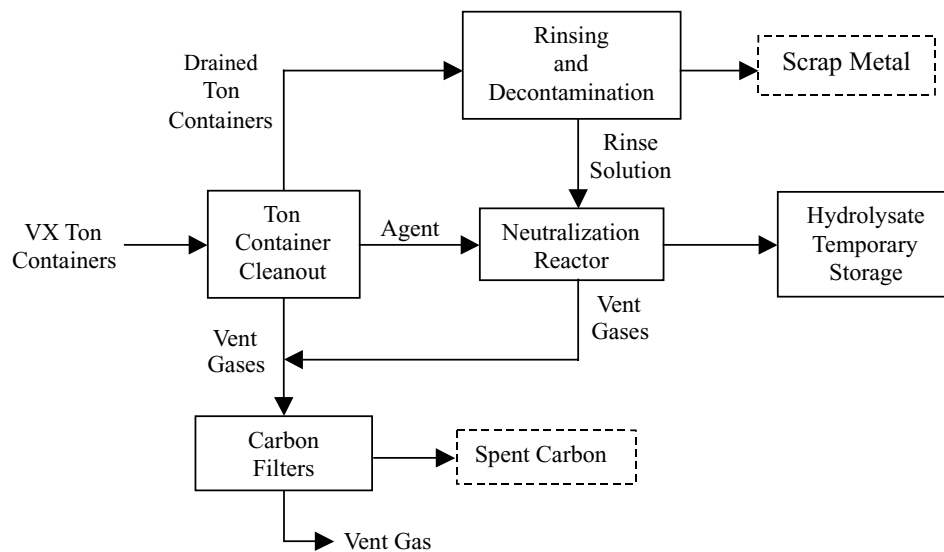 Rinsing
and
Decontamination
Scrap Metal
Drained
Ton
Containers
Rinse
Solution
VX Ton
Containers
Ton
Container
Cleanout
Agent
Neutralization
Reactor
Hydrolysate
Temporary
Storage
Vent
Gases
Vent
Gases
Carbon
Filters
Spent Carbon
Vent Gas